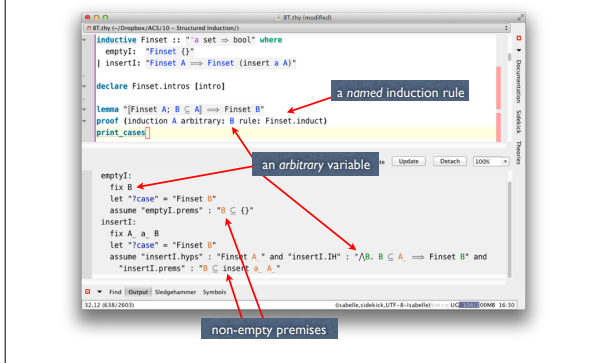 BT.thy (modified)
BT.thy (~/Dropbox/ACS/10 – Structured Induction/)
inductive Finset :: "'a set ⇒ bool" where
emptyI: "Finset {}"
| insertI: "Finset A ⟹ Finset (insert a A)"
declare Finset.intros [intro]
a named induction rule
lemma "⟦Finset A; B ⊆ A⟧ ⟹ Finset B"
proof (induction A arbitrary: B rule: Finset.induct)
print_cases
Documentation Sidekick Theories
an arbitrary variable
Update Detach 100%
emptyI:
fix B
let "?case" = "Finset B"
assume "emptyI.prems" : "B ⊆ {}"
insertI:
fix A_ a_ B
let "?case" = "Finset B"
assume "insertI.hyps" : "Finset A_" and "insertI.IH" : "⋀B. B ⊆ A_ ⟹ Finset B" and
"insertI.prems" : "B ⊆ insert a_ A_"
Find Output Sledgehammer Symbols
32,12 (638/2603) (isabelle,sidekick,UTF-8-Isabelle) 16:30
non-empty premises